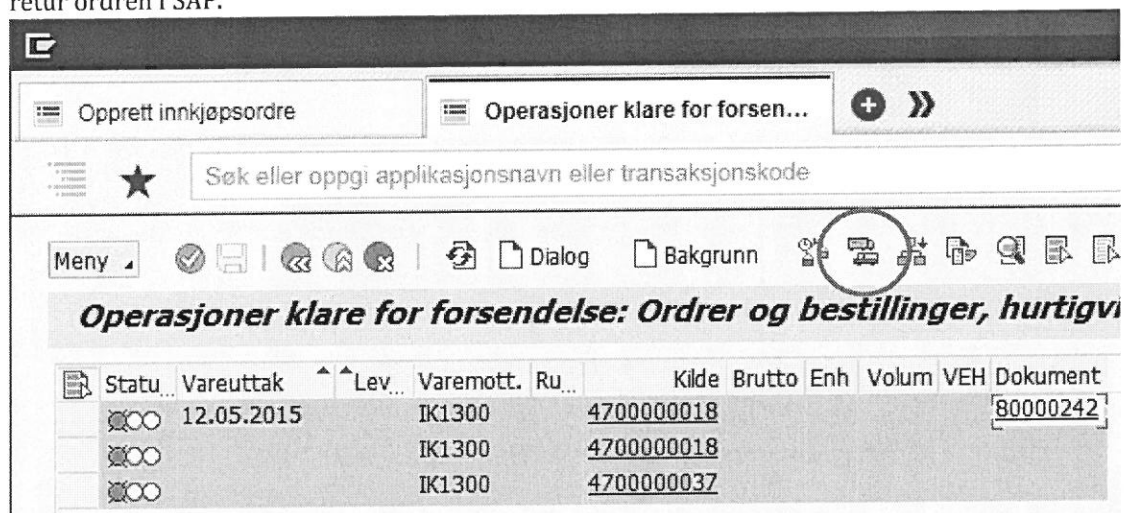 retur ordren i SAP.
Opprett innkjøpsordre Operasjoner klare for forsen...
Søk eller oppgi applikasjonsnavn eller transaksjonskode
Meny Dialog Bakgrunn
Operasjoner klare for forsendelse: Ordrer og bestillinger, hurtigvi
Statu... Vareuttak Lev... Varemott. Ru... Kilde Brutto Enh Volum VEH Dokument
12.05.2015 IK1300 4700000018 80000242
IK1300 4700000018
IK1300 4700000037